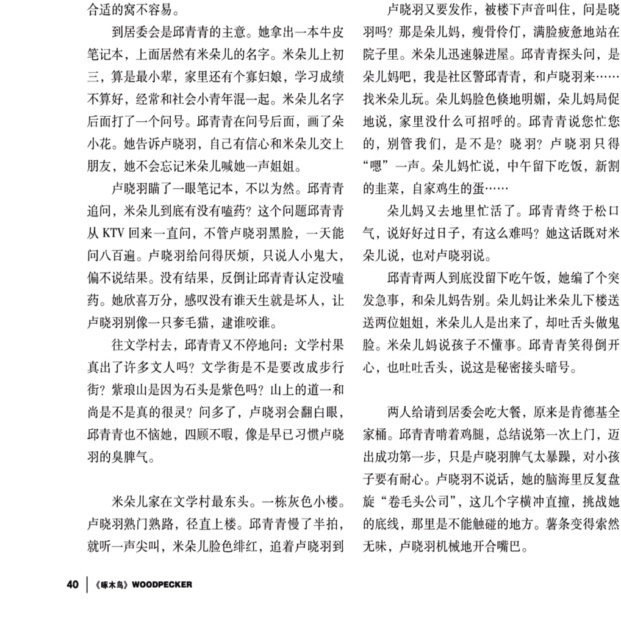 合适的窝不容易。
到居委会是邱青青的主意。她拿出一本牛皮
笔记本，上面居然有米朵儿的名字。米朵儿上初
三，算是最小辈，家里还有个寡妇娘，学习成绩
不算好，经常和社会小青年混一起。米朵儿名字
后面打了一个问号。邱青青在问号后面，画了朵
小花。她告诉卢晓羽，自己有信心和米朵儿交上
朋友，她不会忘记米朵儿喊她一声姐姐。
卢晓羽瞄了一眼笔记本，不以为然。邱青青
追问，米朵儿到底有没有嗑药？这个问题邱青青
从 KTV 回来一直问，不管卢晓羽黑脸，一天能
问八百遍。卢晓羽给问得厌烦，只说人小鬼大，
偏不说结果。没有结果，反倒让邱青青认定没嗑
药。她欣喜万分，感叹没有谁天生就是坏人，让
卢晓羽别像一只奓毛猫，逮谁咬谁。
往文学村去，邱青青又不停地问：文学村果
真出了许多文人吗？文学街是不是要改成步行
街？紫琅山是因为石头是紫色吗？山上的道一和
尚是不是真的很灵？问多了，卢晓羽会翻白眼，
邱青青也不恼她，四顾不暇，像是早已习惯卢晓
羽的臭脾气。
米朵儿家在文学村最东头。一栋灰色小楼。
卢晓羽熟门熟路，径直上楼。邱青青慢了半拍，
就听一声尖叫，米朵儿脸色绯红，追着卢晓羽到
卢晓羽又要发作，被楼下声音叫住，问是晓
羽吗？那是朵儿妈，瘦骨伶仃，满脸疲惫地站在
院子里。米朵儿迅速躲进屋。邱青青探头问，是
朵儿妈吧，我是社区警邱青青，和卢晓羽来……
找米朵儿玩。朵儿妈脸色倏地明媚，朵儿妈局促
地说，家里没什么可招呼的。邱青青说您忙您
的，别管我们，是不是？晓羽？卢晓羽只得
“嗯”一声。朵儿妈忙说，中午留下吃饭，新割
的韭菜，自家鸡生的蛋……
朵儿妈又去地里忙活了。邱青青终于松口
气，说好好过日子，有这么难吗？她这话既对米
朵儿说，也对卢晓羽说。
邱青青两人到底没留下吃午饭，她编了个突
发急事，和朵儿妈告别。朵儿妈让米朵儿下楼送
送两位姐姐，米朵儿人是出来了，却吐舌头做鬼
脸。米朵儿妈说孩子不懂事。邱青青笑得倒开
心，也吐吐舌头，说这是秘密接头暗号。
两人给请到居委会吃大餐，原来是肯德基全
家桶。邱青青啃着鸡腿，总结说第一次上门，迈
出成功第一步，只是卢晓羽脾气太暴躁，对小孩
子要有耐心。卢晓羽不说话，她的脑海里反复盘
旋“卷毛头公司”，这几个字横冲直撞，挑战她
的底线，那里是不能触碰的地方。薯条变得索然
无味，卢晓羽机械地开合嘴巴。
40 《啄木鸟》WOODPECKER